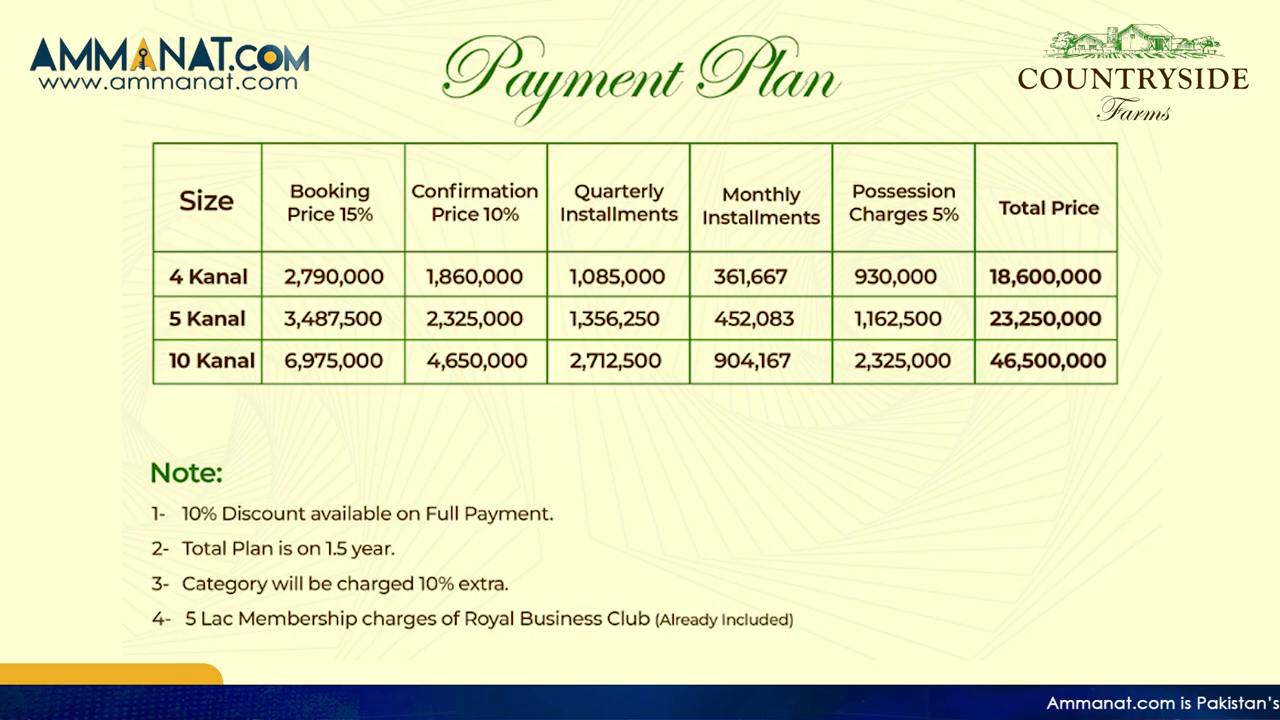 AMMANAT.COM
www.ammanat.com
Payment Plan
COUNTRYSIDE
Farms
Size
Booking
Price 15%
Confirmation
Price 10%
Quarterly
Installments
Monthly
Installments
Possession
Charges 5%
Total Price
4 Kanal 2,790,000 1,860,000 1,085,000 361,667 930,000 18,600,000
5 Kanal 3,487,500 2,325,000 1,356,250 452,083 1,162,500 23,250,000
10 Kanal 6,975,000 4,650,000 2,712,500 904,167 2,325,000 46,500,000
Note:
1- 10% Discount available on Full Payment.
2- Total Plan is on 1.5 year.
3- Category will be charged 10% extra.
4- 5 Lac Membership charges of Royal Business Club (Already Included)
Ammanat.com is Pakistan's